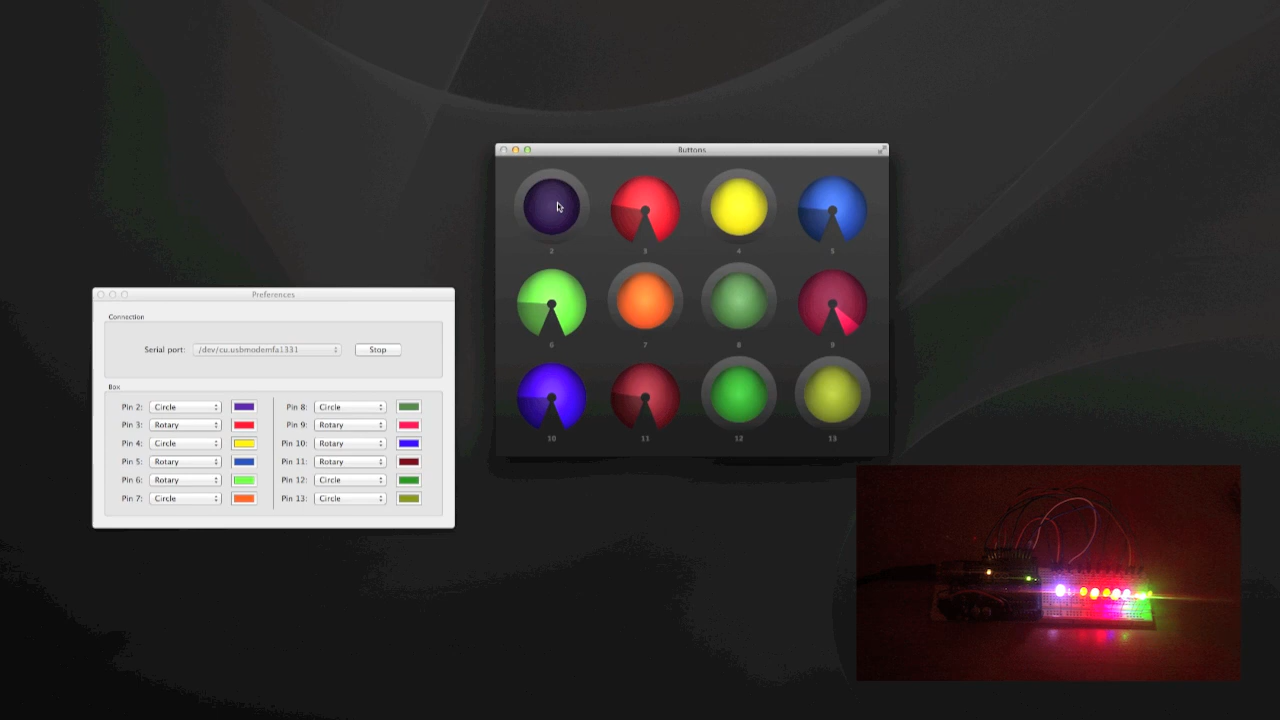 Buttons
2 3 4 5
6 7 8 9
10 11 12 13
Preferences
Connection
Serial port: /dev/cu.usbmodemfa1331 Stop
Box
Pin 2: Circle Pin 8: Circle
Pin 3: Rotary Pin 9: Rotary
Pin 4: Circle Pin 10: Rotary
Pin 5: Rotary Pin 11: Rotary
Pin 6: Rotary Pin 12: Circle
Pin 7: Circle Pin 13: Circle